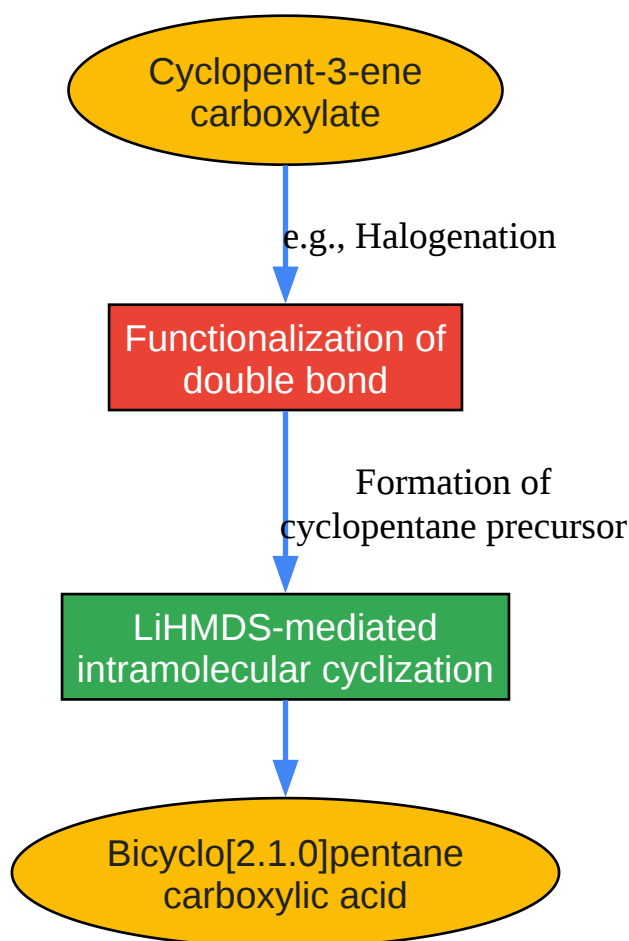 Cyclopent-3-ene
carboxylate
e.g., Halogenation
Functionalization of
double bond
Formation of
cyclopentane precursor
LiHMDS-mediated
intramolecular cyclization
Bicyclo[2.1.0]pentane
carboxylic acid